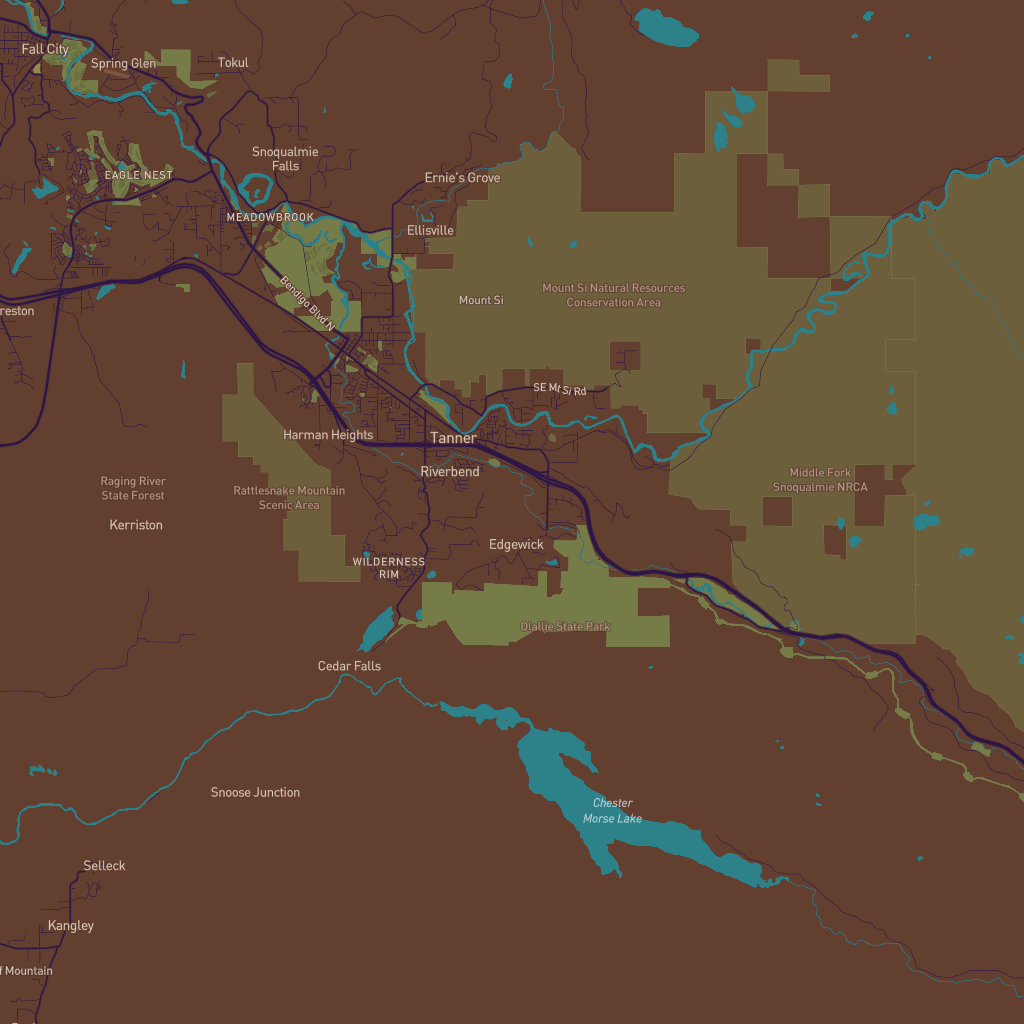 Fall City
Spring Glen
Tokul
Snoqualmie
Falls
EAGLE NEST
Ernie's Grove
MEADOWBROOK
Ellisville
Bendigo Blvd N
Mount Si
Mount Si Natural Resources
Conservation Area
reston
SE Mt Si Rd
Harman Heights
Tanner
Riverbend
Raging River
State Forest
Rattlesnake Mountain
Scenic Area
Middle Fork
Snoqualmie NRCA
Kerriston
Edgewick
WILDERNESS
RIM
Olallie State Park
Cedar Falls
Snoose Junction
Chester
Morse Lake
Selleck
Kangley
f Mountain